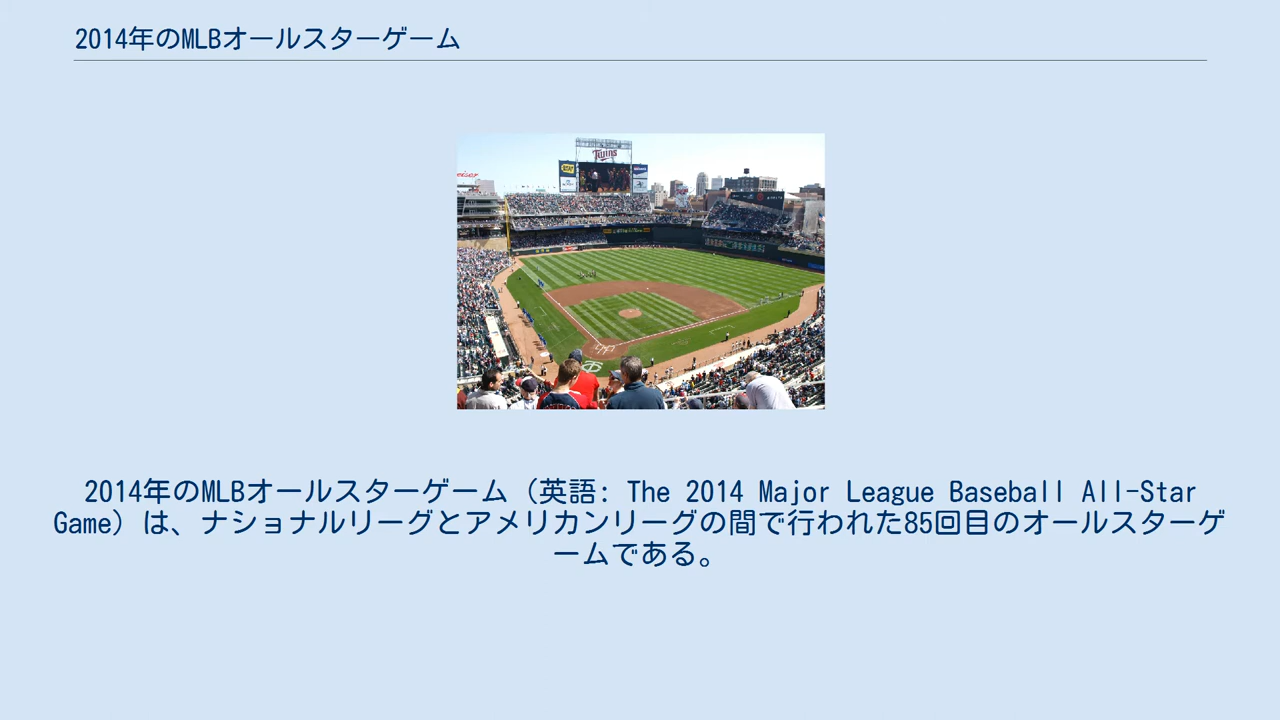 2014年のMLBオールスターゲーム
Twins
2014年のMLBオールスターゲーム（英語: The 2014 Major League Baseball All-Star
Game）は、ナショナルリーグとアメリカンリーグの間で行われた85回目のオールスターゲ
ームである。